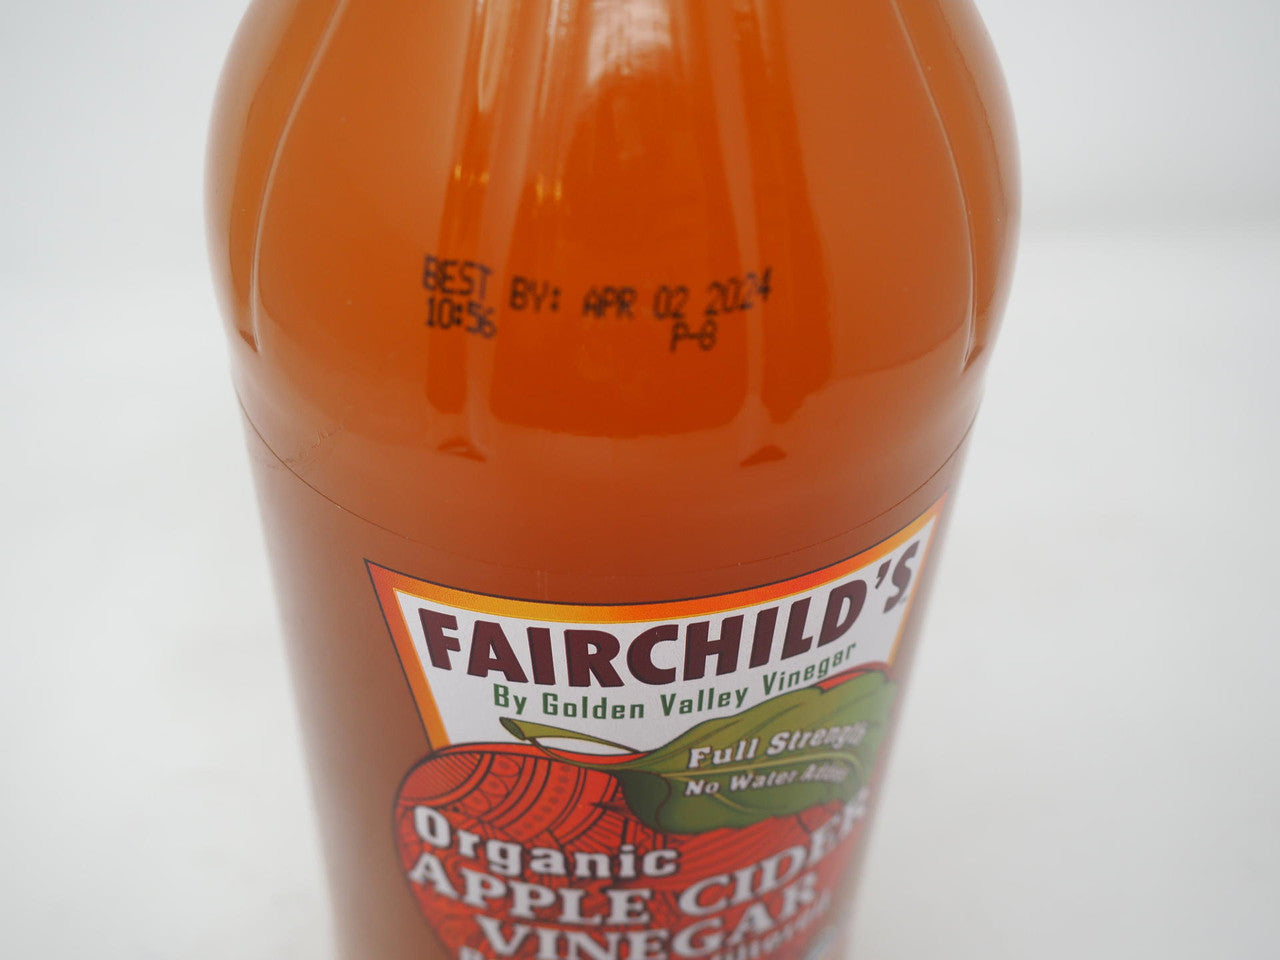 BEST BY: APR 02 2024
10:56 P-8
FAIRCHILD'S
By Golden Valley Vinegar
Full Strength
No Water Added
Organic
APPLE CIDER
VINEGAR